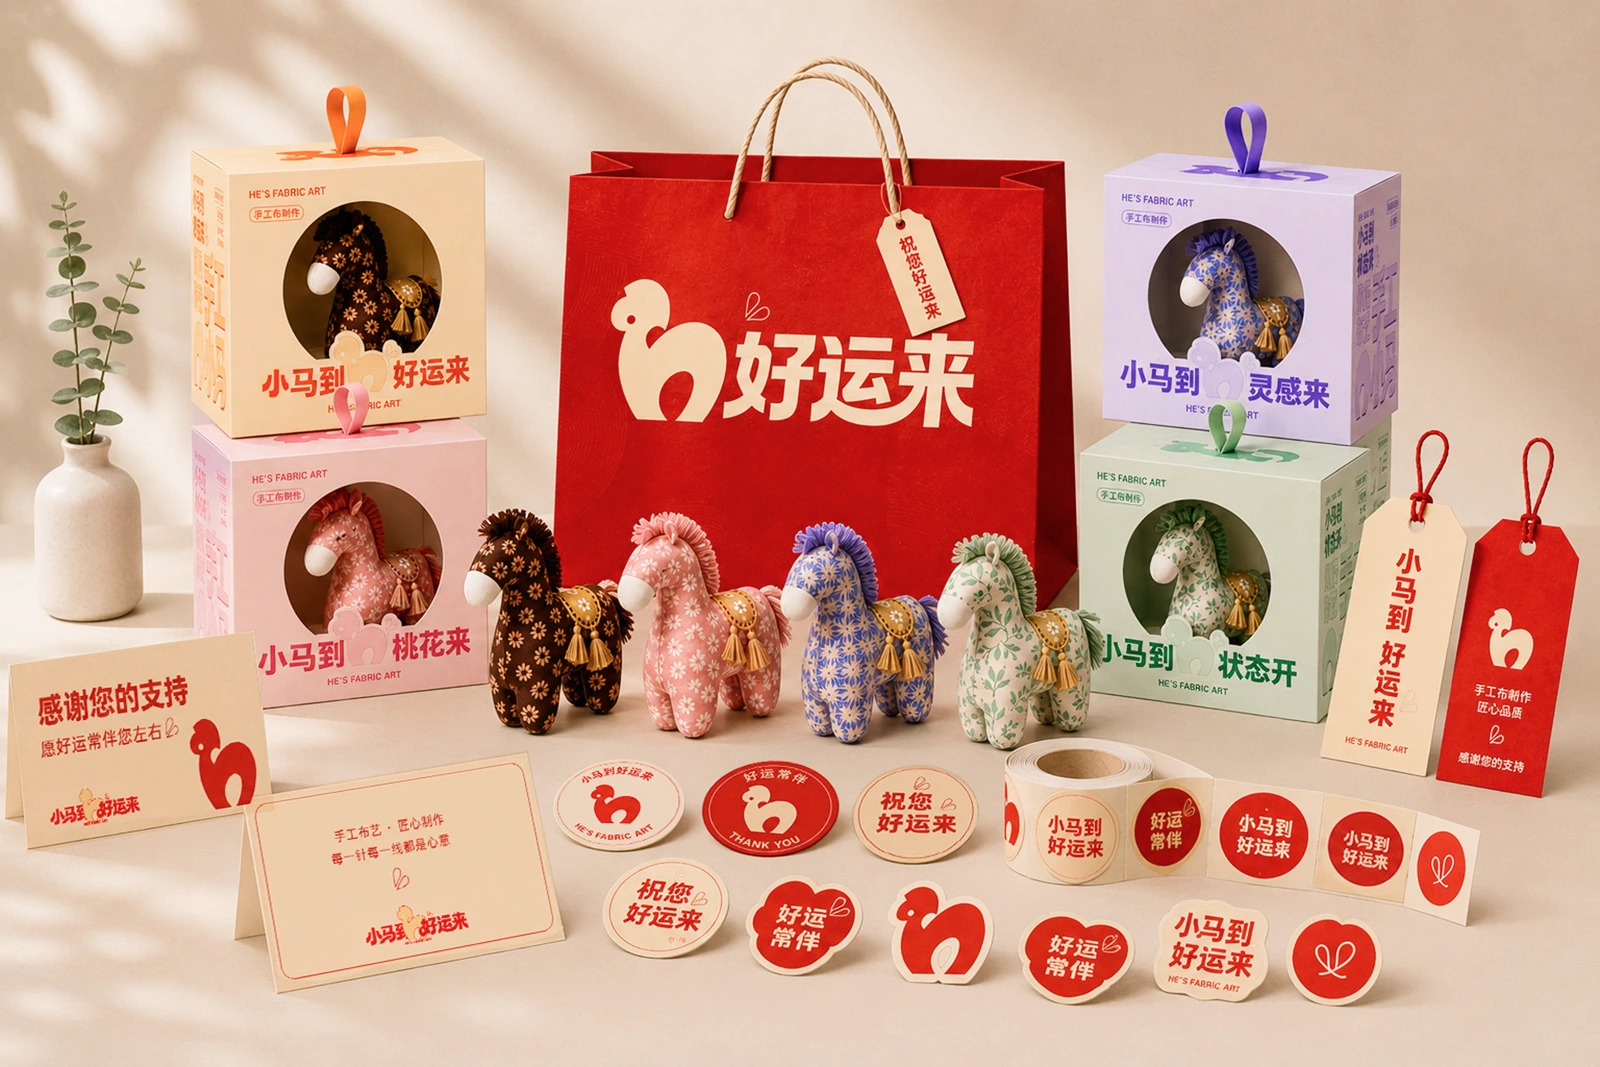 HE'S FABRIC ART
手工布制作
小马到 好运来
HE'S FABRIC ART
HE'S FABRIC ART
手工布制作
小马到 桃花来
HE'S FABRIC ART
祝您好运来
好运来
HE'S FABRIC ART
手工布制作
小马到 灵感来
HE'S FABRIC ART
手工布制作
小马到 状态开
HE'S FABRIC ART
小马到 好运来
HE'S FABRIC ART
手工布制作
匠心品质
感谢您的支持
感谢您的支持
愿好运常伴您左右
小马到好运来
手工布艺·匠心制作
每一针每一线都是心意
小马到好运来
小马到好运来
HE'S FABRIC ART
好运常伴
THANK YOU
祝您
好运来
小马到
好运来
好运
常伴
小马到
好运来
小马到
好运来
祝您
好运来
好运
常伴
好运
常伴
小马到
好运来
HE'S FABRIC ART